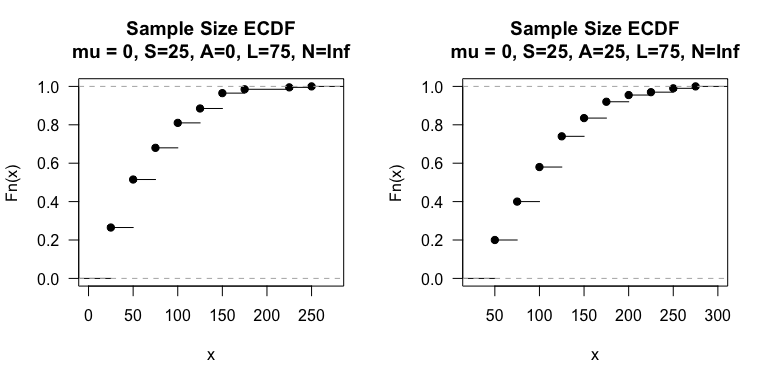 Sample Size ECDF
mu = 0, S=25, A=0, L=75, N=Inf
Fn(x)
1.0
0.8
0.6
0.4
0.2
0.0
0 50 100 150 200 250
x
Sample Size ECDF
mu = 0, S=25, A=25, L=75, N=Inf
Fn(x)
1.0
0.8
0.6
0.4
0.2
0.0
50 100 150 200 250 300
x